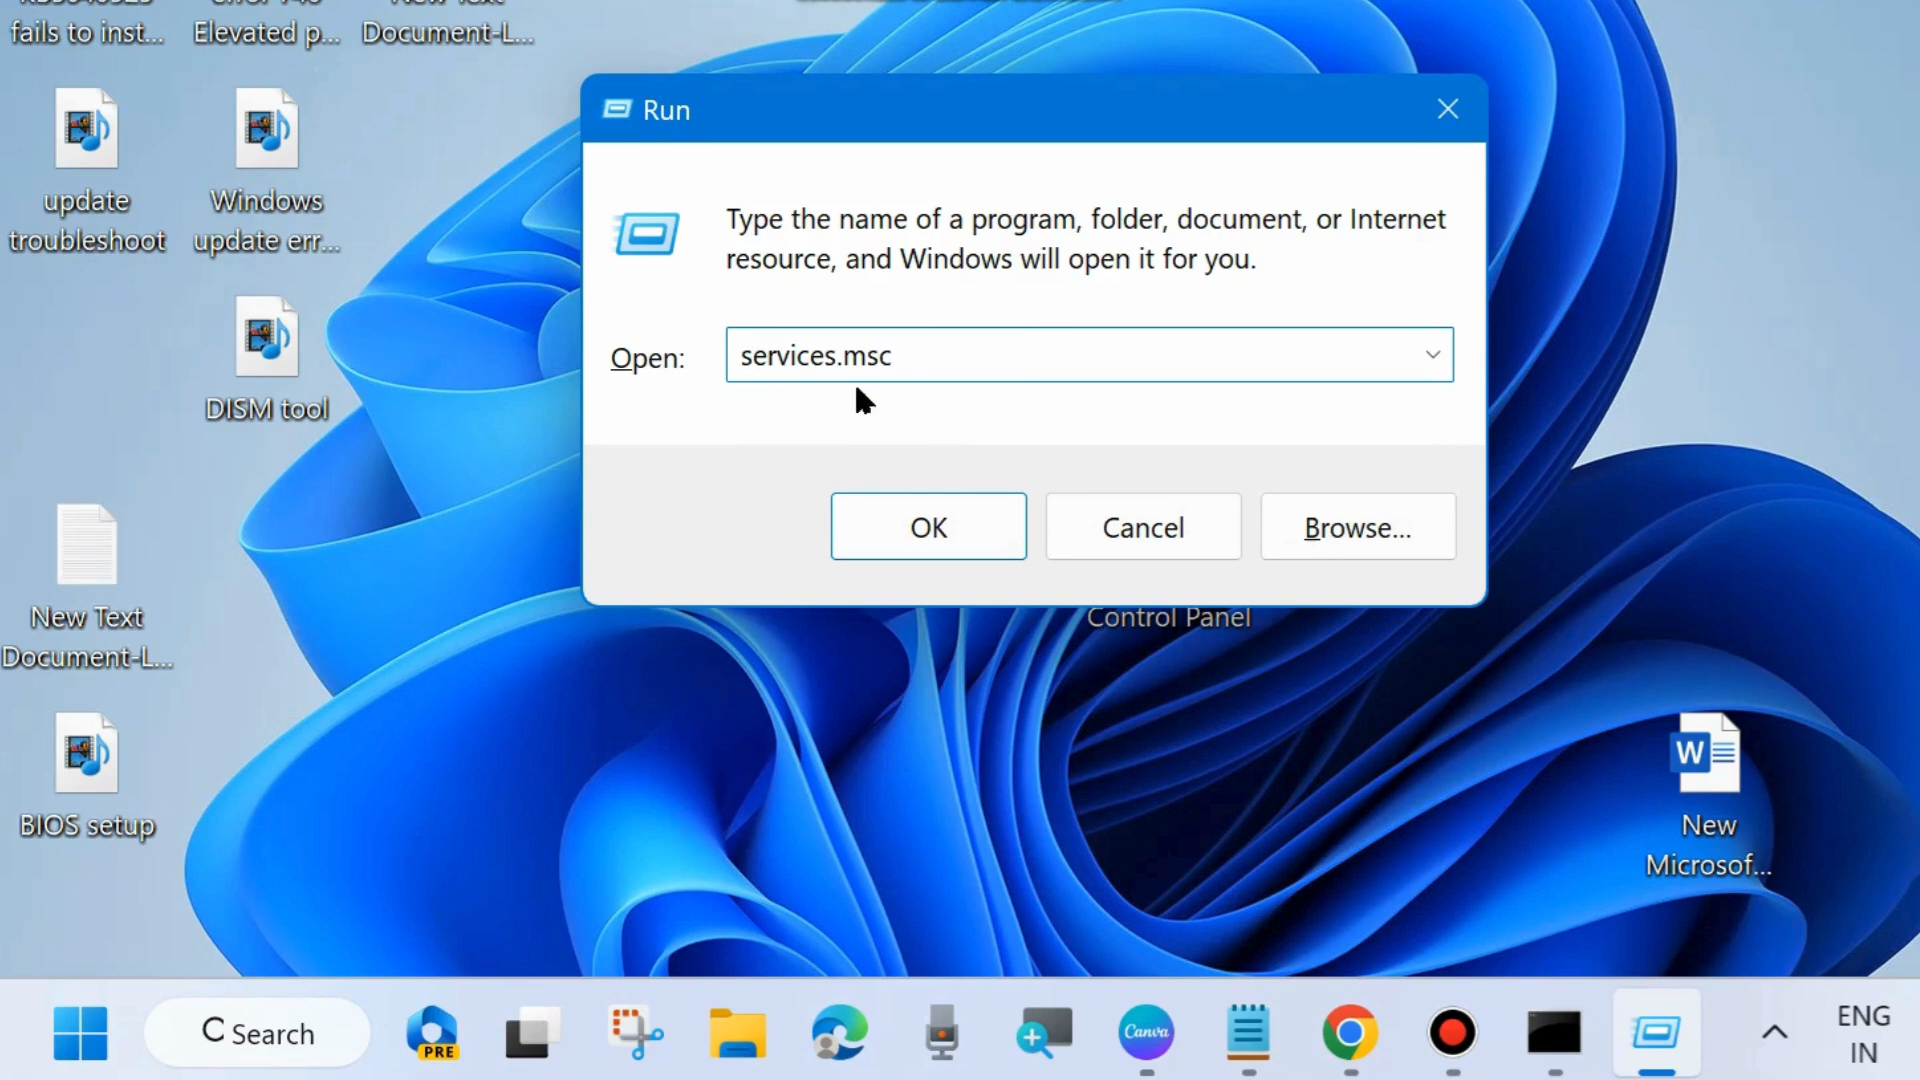 fails to inst...
Elevated p...
Document-L...
update
troubleshoot
Windows
update err...
DISM tool
New Text
Document-L...
BIOS setup
Run
Type the name of a program, folder, document, or Internet
resource, and Windows will open it for you.
Open:
services.msc
OK
Cancel
Browse...
Control Panel
W
New
Microsof...
Search
PRE
Canva
ENG
IN